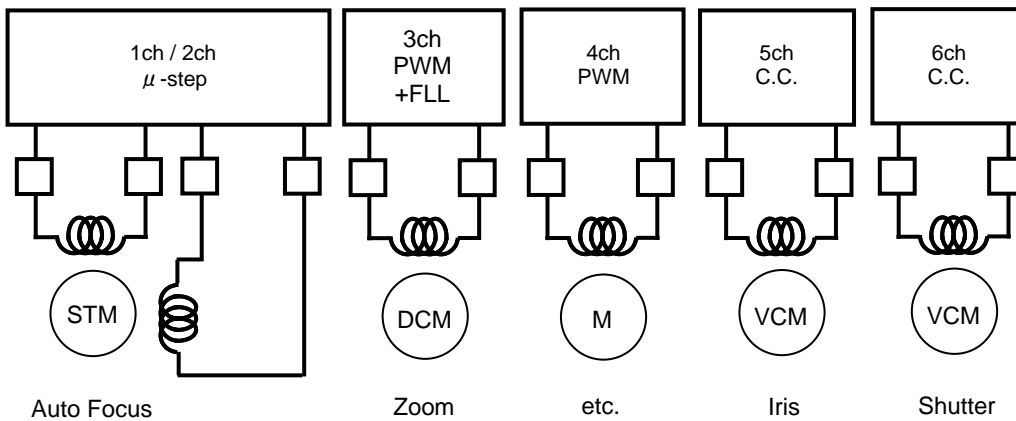 1ch / 2ch
μ-step
3ch
PWM
+FLL
4ch
PWM
5ch
C.C.
6ch
C.C.
STM
DCM
M
VCM
VCM
Auto Focus
Zoom
etc.
Iris
Shutter